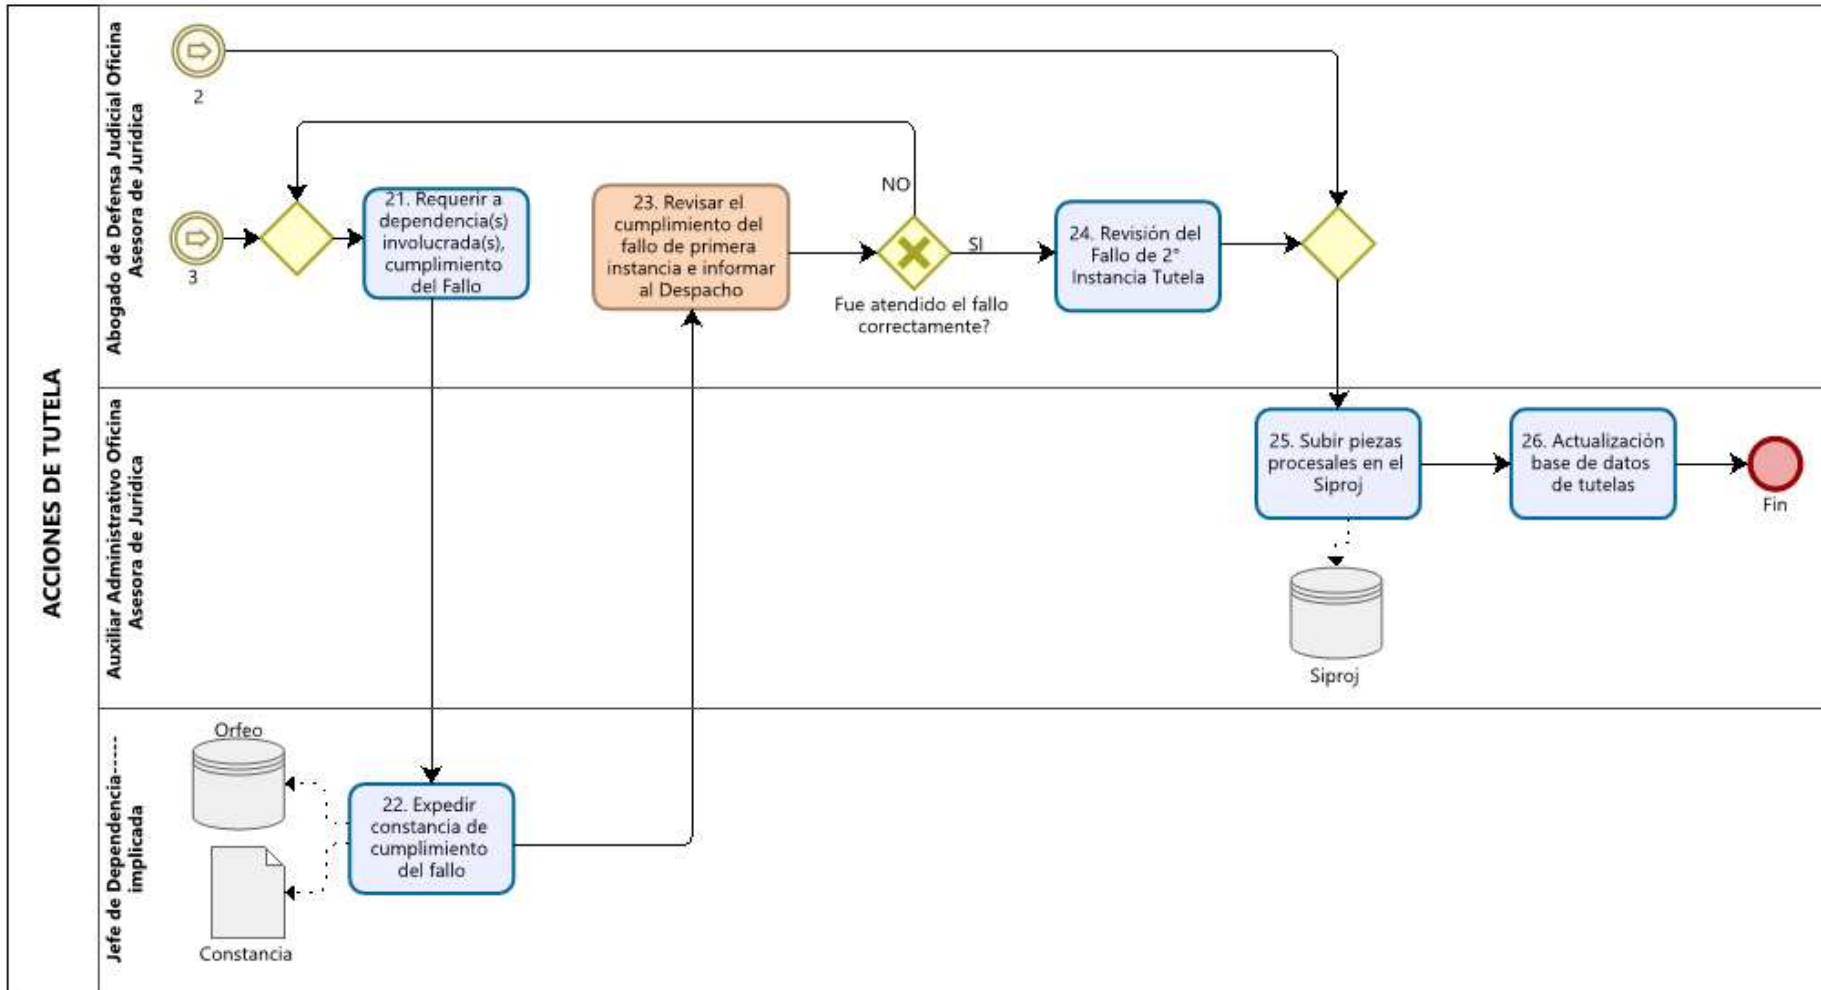 ACCIONES DE TUTELA
Abogado de Defensa Judicial Oficina
Asesora de Jurídica
2
3
21. Requerir a
dependencia(s)
involucrada(s),
cumplimiento
del Fallo
23. Revisar el
cumplimiento del
fallo de primera
instancia e informar
al Despacho
NO
SI
Fue atendido el fallo
correctamente?
24. Revisión del
Fallo de 2°
Instancia Tutela
Auxiliar Administrativo Oficina
Asesora de Jurídica
25. Subir piezas
procesales en el
Siproj
26. Actualización
base de datos
de tutelas
Fin
Siproj
Jefe de Dependencia-----
implicada
Orfeo
22. Expedir
constancia de
cumplimiento
del fallo
Constancia